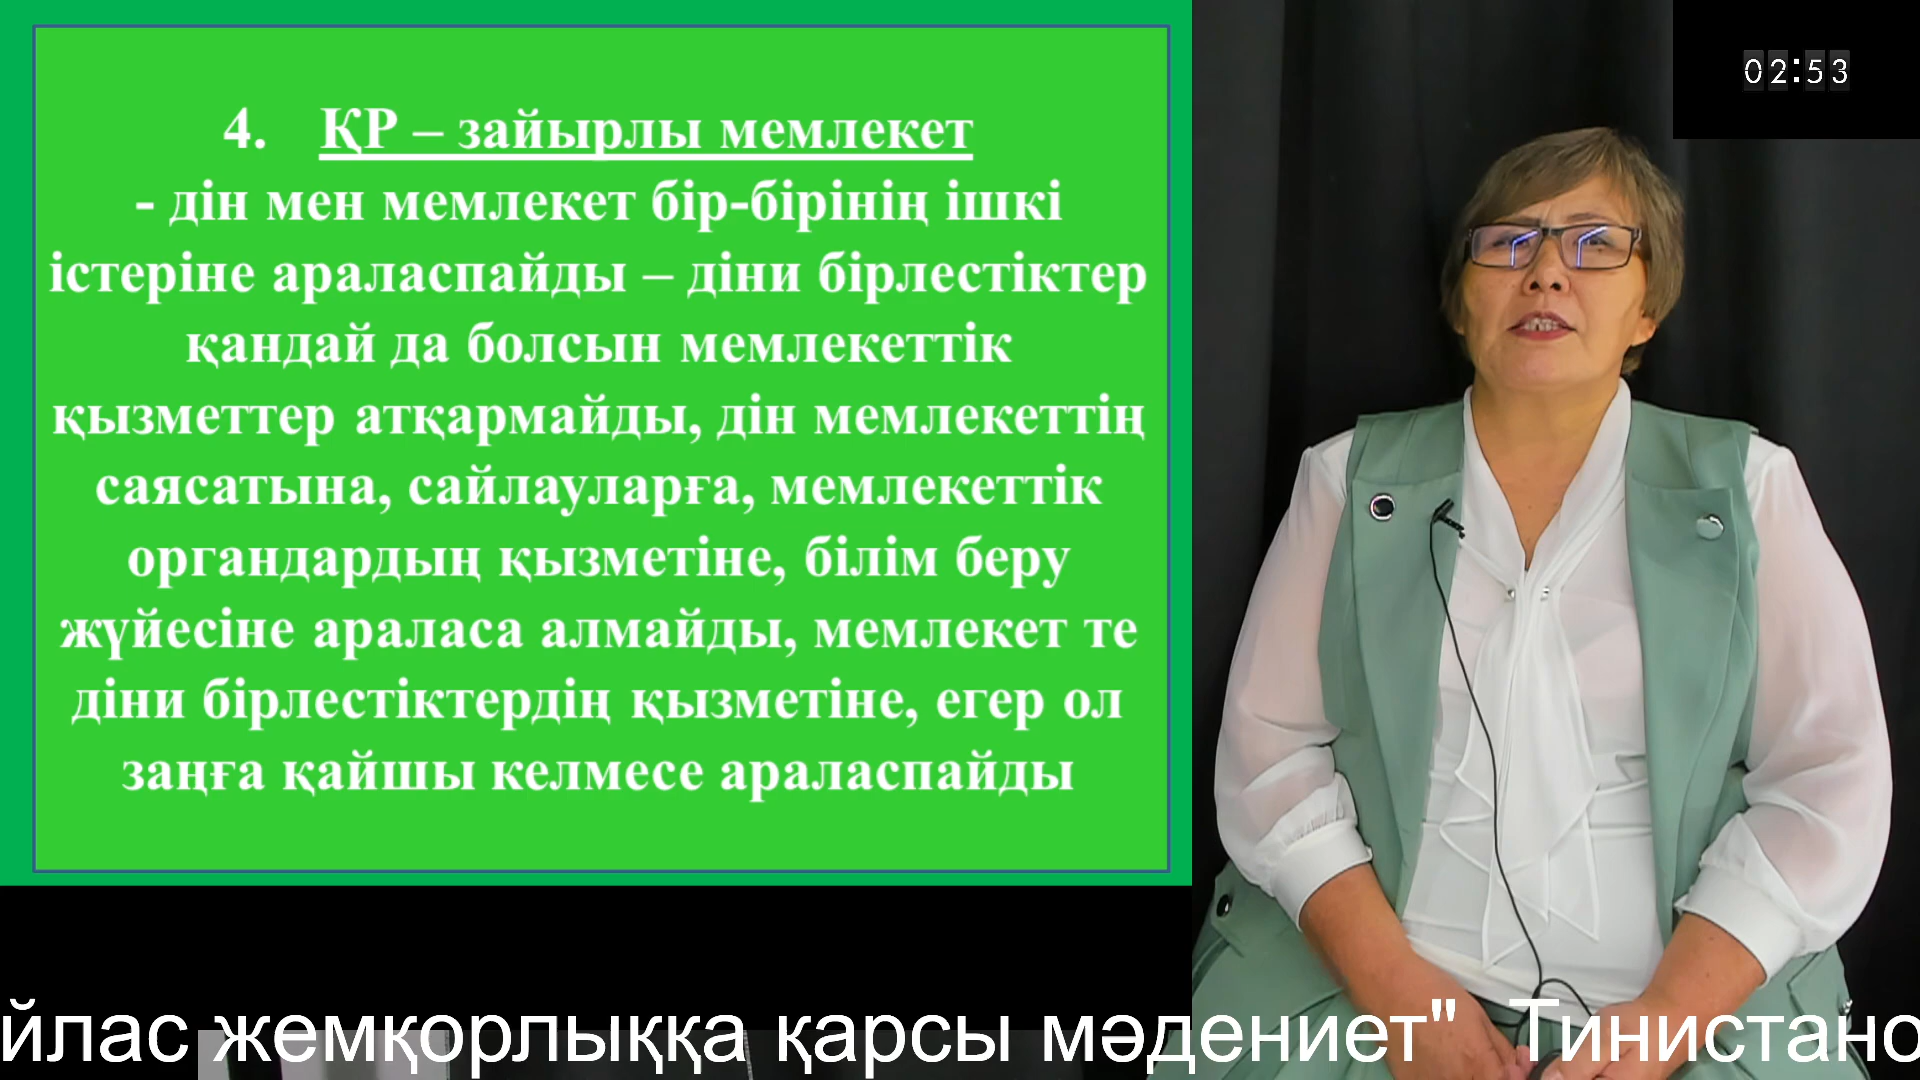 4. ҚР – зайырлы мемлекет
- дін мен мемлекет бір-бірінің ішкі
істеріне араласпайды – діни бірлестіктер
қандай да болсын мемлекеттік
қызметтер атқармайды, дін мемлекеттің
саясатына, сайлауларға, мемлекеттік
органдардың қызметіне, білім беру
жүйесіне араласа алмайды, мемлекет те
діни бірлестіктердің қызметіне, егер ол
заңға қайшы келмесе араласпайды
02:53
йлас жемқорлыққа қарсы мәдениет" Тинистано